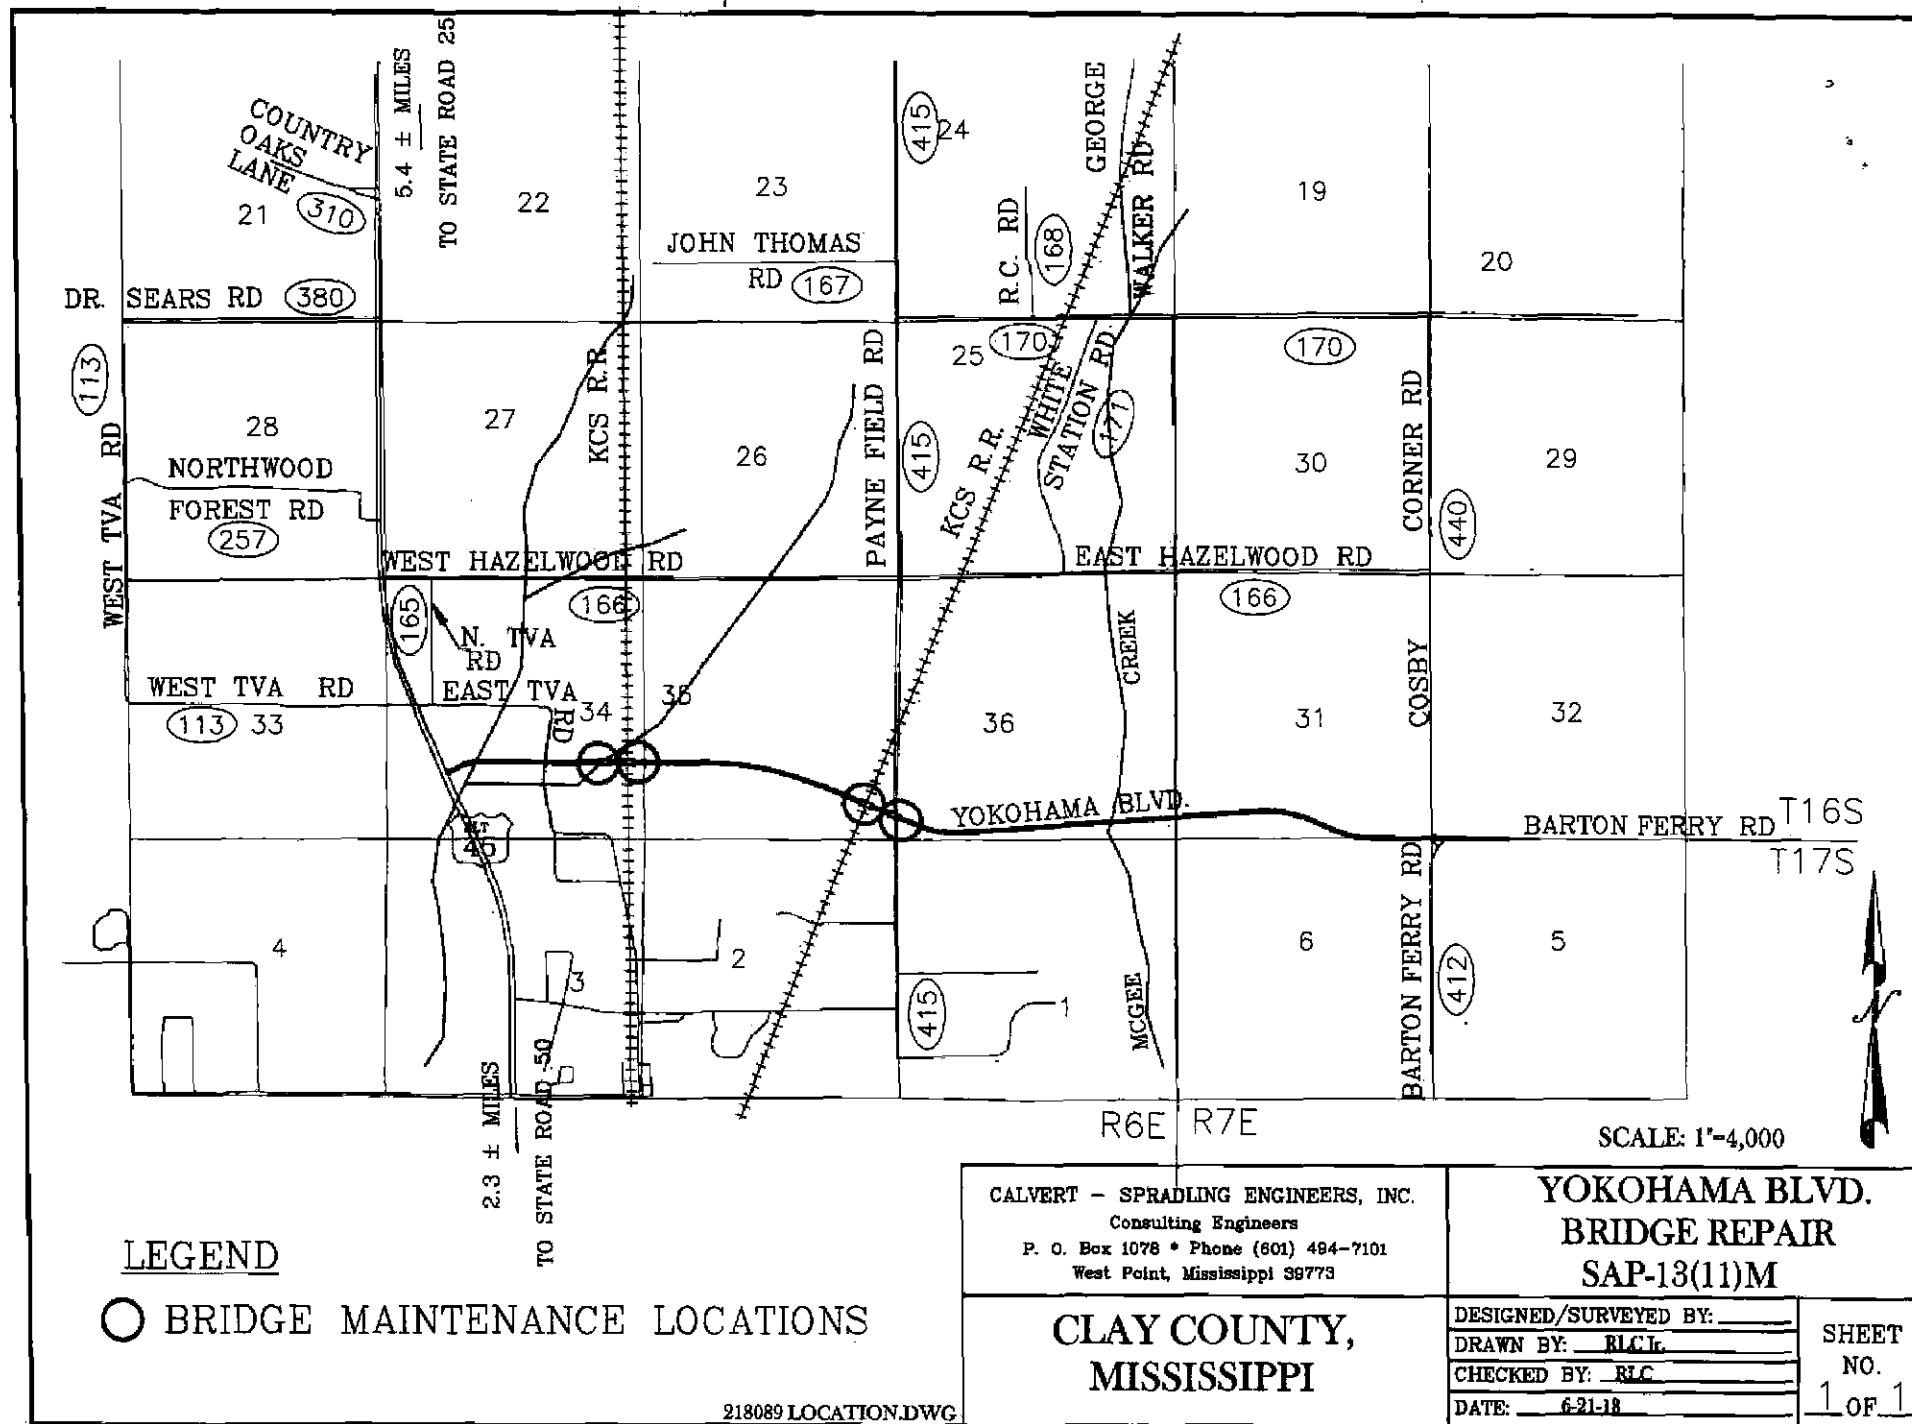 5.4 ± MILES
TO STATE ROAD 25
COUNTRY
OAKS
LANE
310
21
22
23
415
24
GEORGE
WALKER RD
R.C. RD
168
19
20
JOHN THOMAS
RD
167
DR. SEARS RD
380
113
WEST TVA RD
28
27
KCS R.R.
26
PAYNE FIELD RD
415
25
170
WHITE
STATION RD
171
KCS R.R.
170
30
CORNER RD
440
29
NORTHWOOD
FOREST RD
257
WEST HAZELWOOD RD
166
EAST HAZELWOOD RD
166
165
N. TVA
RD
WEST TVA RD
113
33
EAST TVA
RD
34
35
36
CREEK
31
COSBY
32
YOKOHAMA BLVD.
BARTON FERRY RD
T16S
T17S
45
4
3
2
415
1
MCGEE
6
BARTON FERRY RD
412
5
N
2.3 ± MILES
TO STATE ROAD 50
R6E
R7E
SCALE: 1"=4,000
LEGEND
BRIDGE MAINTENANCE LOCATIONS
218089 LOCATION.DWG
CALVERT – SPRADLING ENGINEERS, INC.
Consulting Engineers
P. O. Box 1078 * Phone (601) 494-7101
West Point, Mississippi 39773
CLAY COUNTY,
MISSISSIPPI
YOKOHAMA BLVD.
BRIDGE REPAIR
SAP-13(11)M
DESIGNED/SURVEYED BY:
DRAWN BY: RLC Jr.
CHECKED BY: RLC
DATE: 6-21-18
SHEET
NO.
1 OF 1